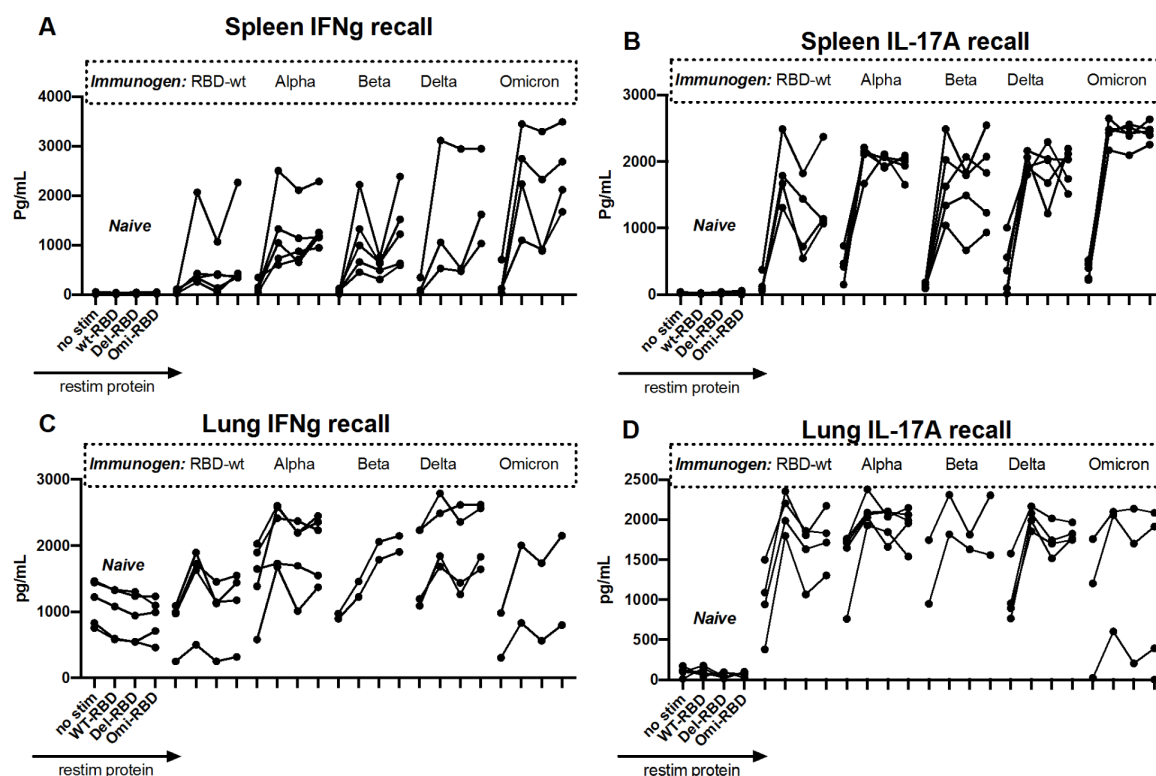 A
Spleen IFNg recall
Immunogen: RBD-wt Alpha Beta Delta Omicron
4000
3000
2000
1000
0
Pg/mL
Naive
no stim
wt-RBD
Del-RBD
Omi-RBD
restim protein
B
Spleen IL-17A recall
Immunogen: RBD-wt Alpha Beta Delta Omicron
3000
2000
1000
0
Pg/mL
Naive
no stim
wt-RBD
Del-RBD
Omi-RBD
restim protein
C
Lung IFNg recall
Immunogen: RBD-wt Alpha Beta Delta Omicron
3000
2000
1000
0
pg/mL
Naive
no stim
WT-RBD
Del-RBD
Omi-RBD
restim protein
D
Lung IL-17A recall
Immunogen: RBD-wt Alpha Beta Delta Omicron
2500
2000
1500
1000
500
0
pg/mL
Naive
no stim
WT-RBD
Del-RBD
Omi-RBD
restim protein